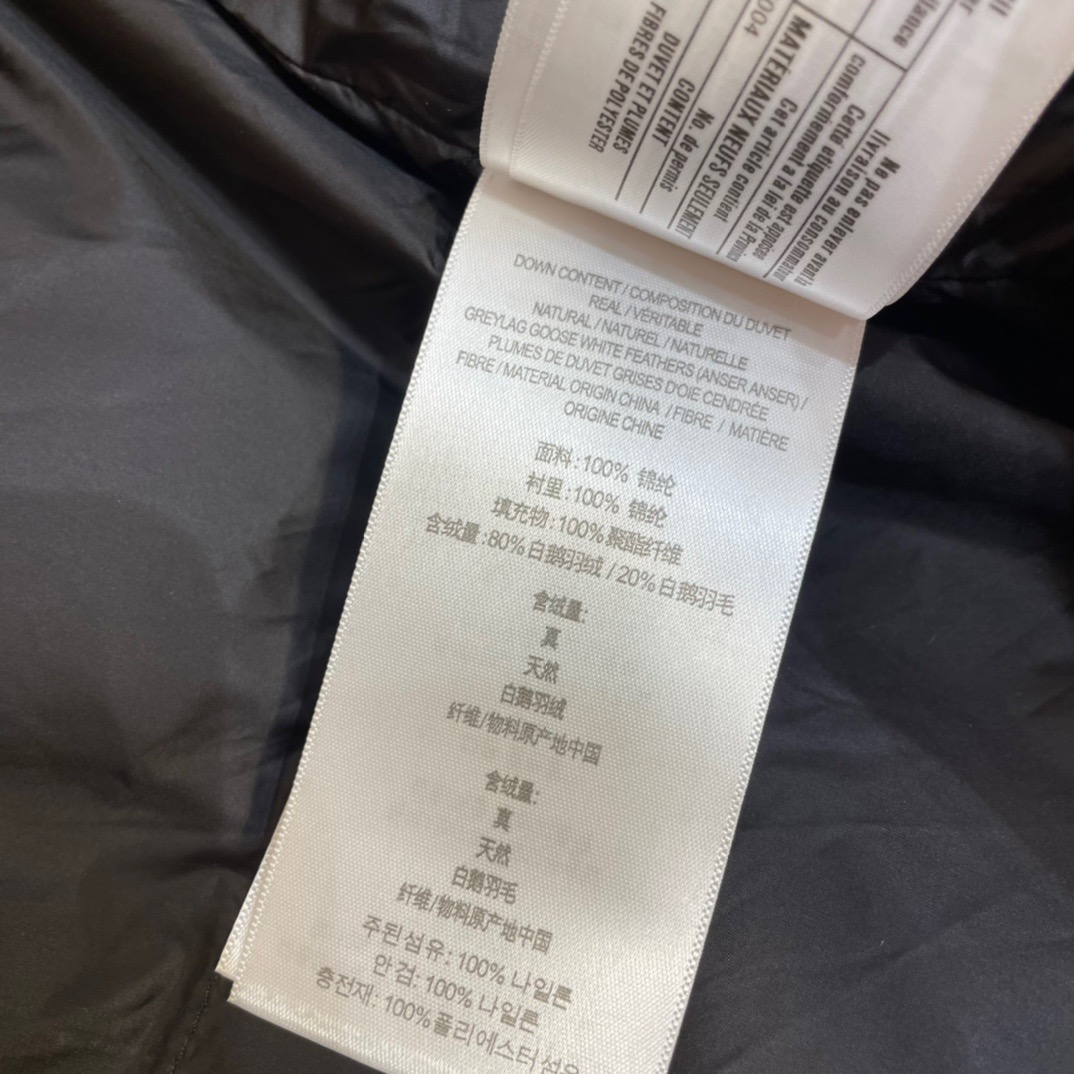 Ne pas enlever avant la
livraison au consommateur
Cette étiquette est apposée
conformément a la loi de la
Cet article contient
MATÉRIAUX NEUFS SEULEMENT
No. de permis
CONTENT
DUVET ET PLUMES
FIBRES DE POLYESTER
DOWN CONTENT / COMPOSITION DU DUVET
REAL / VÉRITABLE
NATURAL / NATUREL / NATURELLE
GREYLAG GOOSE WHITE FEATHERS (ANSER ANSER) /
PLUMES DE DUVET GRISES D'OIE CENDRÉE
FIBRE / MATERIAL ORIGIN CHINA / FIBRE / MATIÈRE
ORIGINE CHINE
面料:100% 锦纶
衬里:100% 锦纶
填充物:100%聚酯纤维
含绒量:80%白鹅羽绒 / 20%白鹅羽毛
含绒量:
真
天然
白鹅羽绒
纤维/物料原产地中国
含绒量:
真
天然
白鹅羽毛
纤维/物料原产地中国
주된섬유: 100% 나일론
안검: 100% 나일론
충전재: 100%폴리에스터